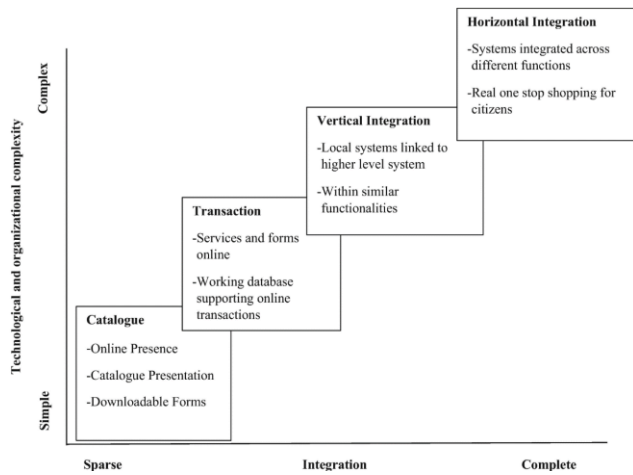 Horizontal Integration
-Systems integrated across
different functions
-Real one stop shopping for
citizens
Vertical Integration
-Local systems linked to
higher level system
-Within similar
functionalities
Transaction
-Services and forms
online
-Working database
supporting online
transactions
Catalogue
-Online Presence
-Catalogue Presentation
-Downloadable Forms
Technological and organizational complexity
Complex
Simple
Sparse
Integration
Complete